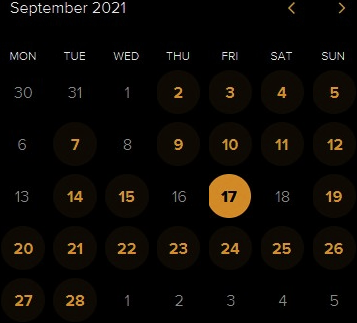 September 2021
MON TUE WED THU FRI SAT SUN
30 31 1 2 3 4 5
6 7 8 9 10 11 12
13 14 15 16 17 18 19
20 21 22 23 24 25 26
27 28 1 2 3 4 5